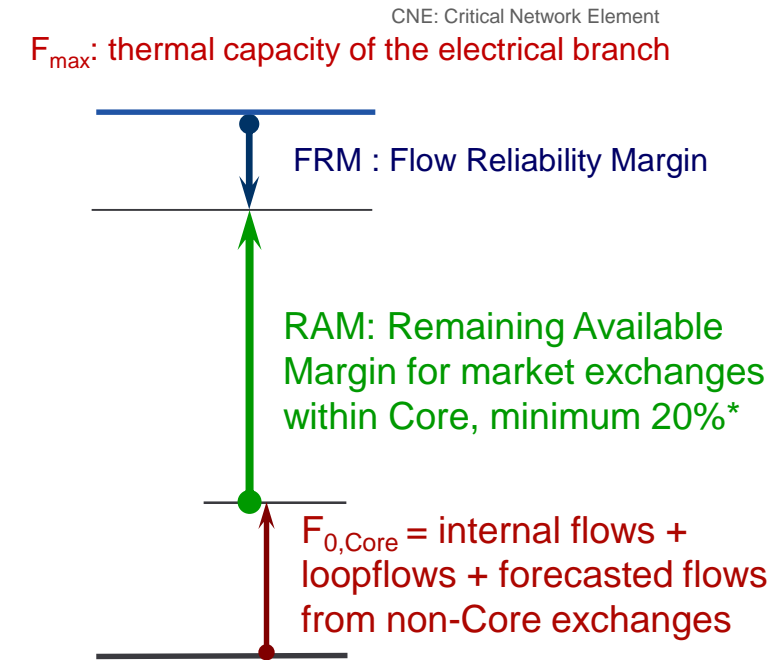 CNE: Critical Network Element
Fmax: thermal capacity of the electrical branch
FRM : Flow Reliability Margin
RAM: Remaining Available
Margin for market exchanges
within Core, minimum 20%*
F0,Core = internal flows +
loopflows + forecasted flows
from non-Core exchanges